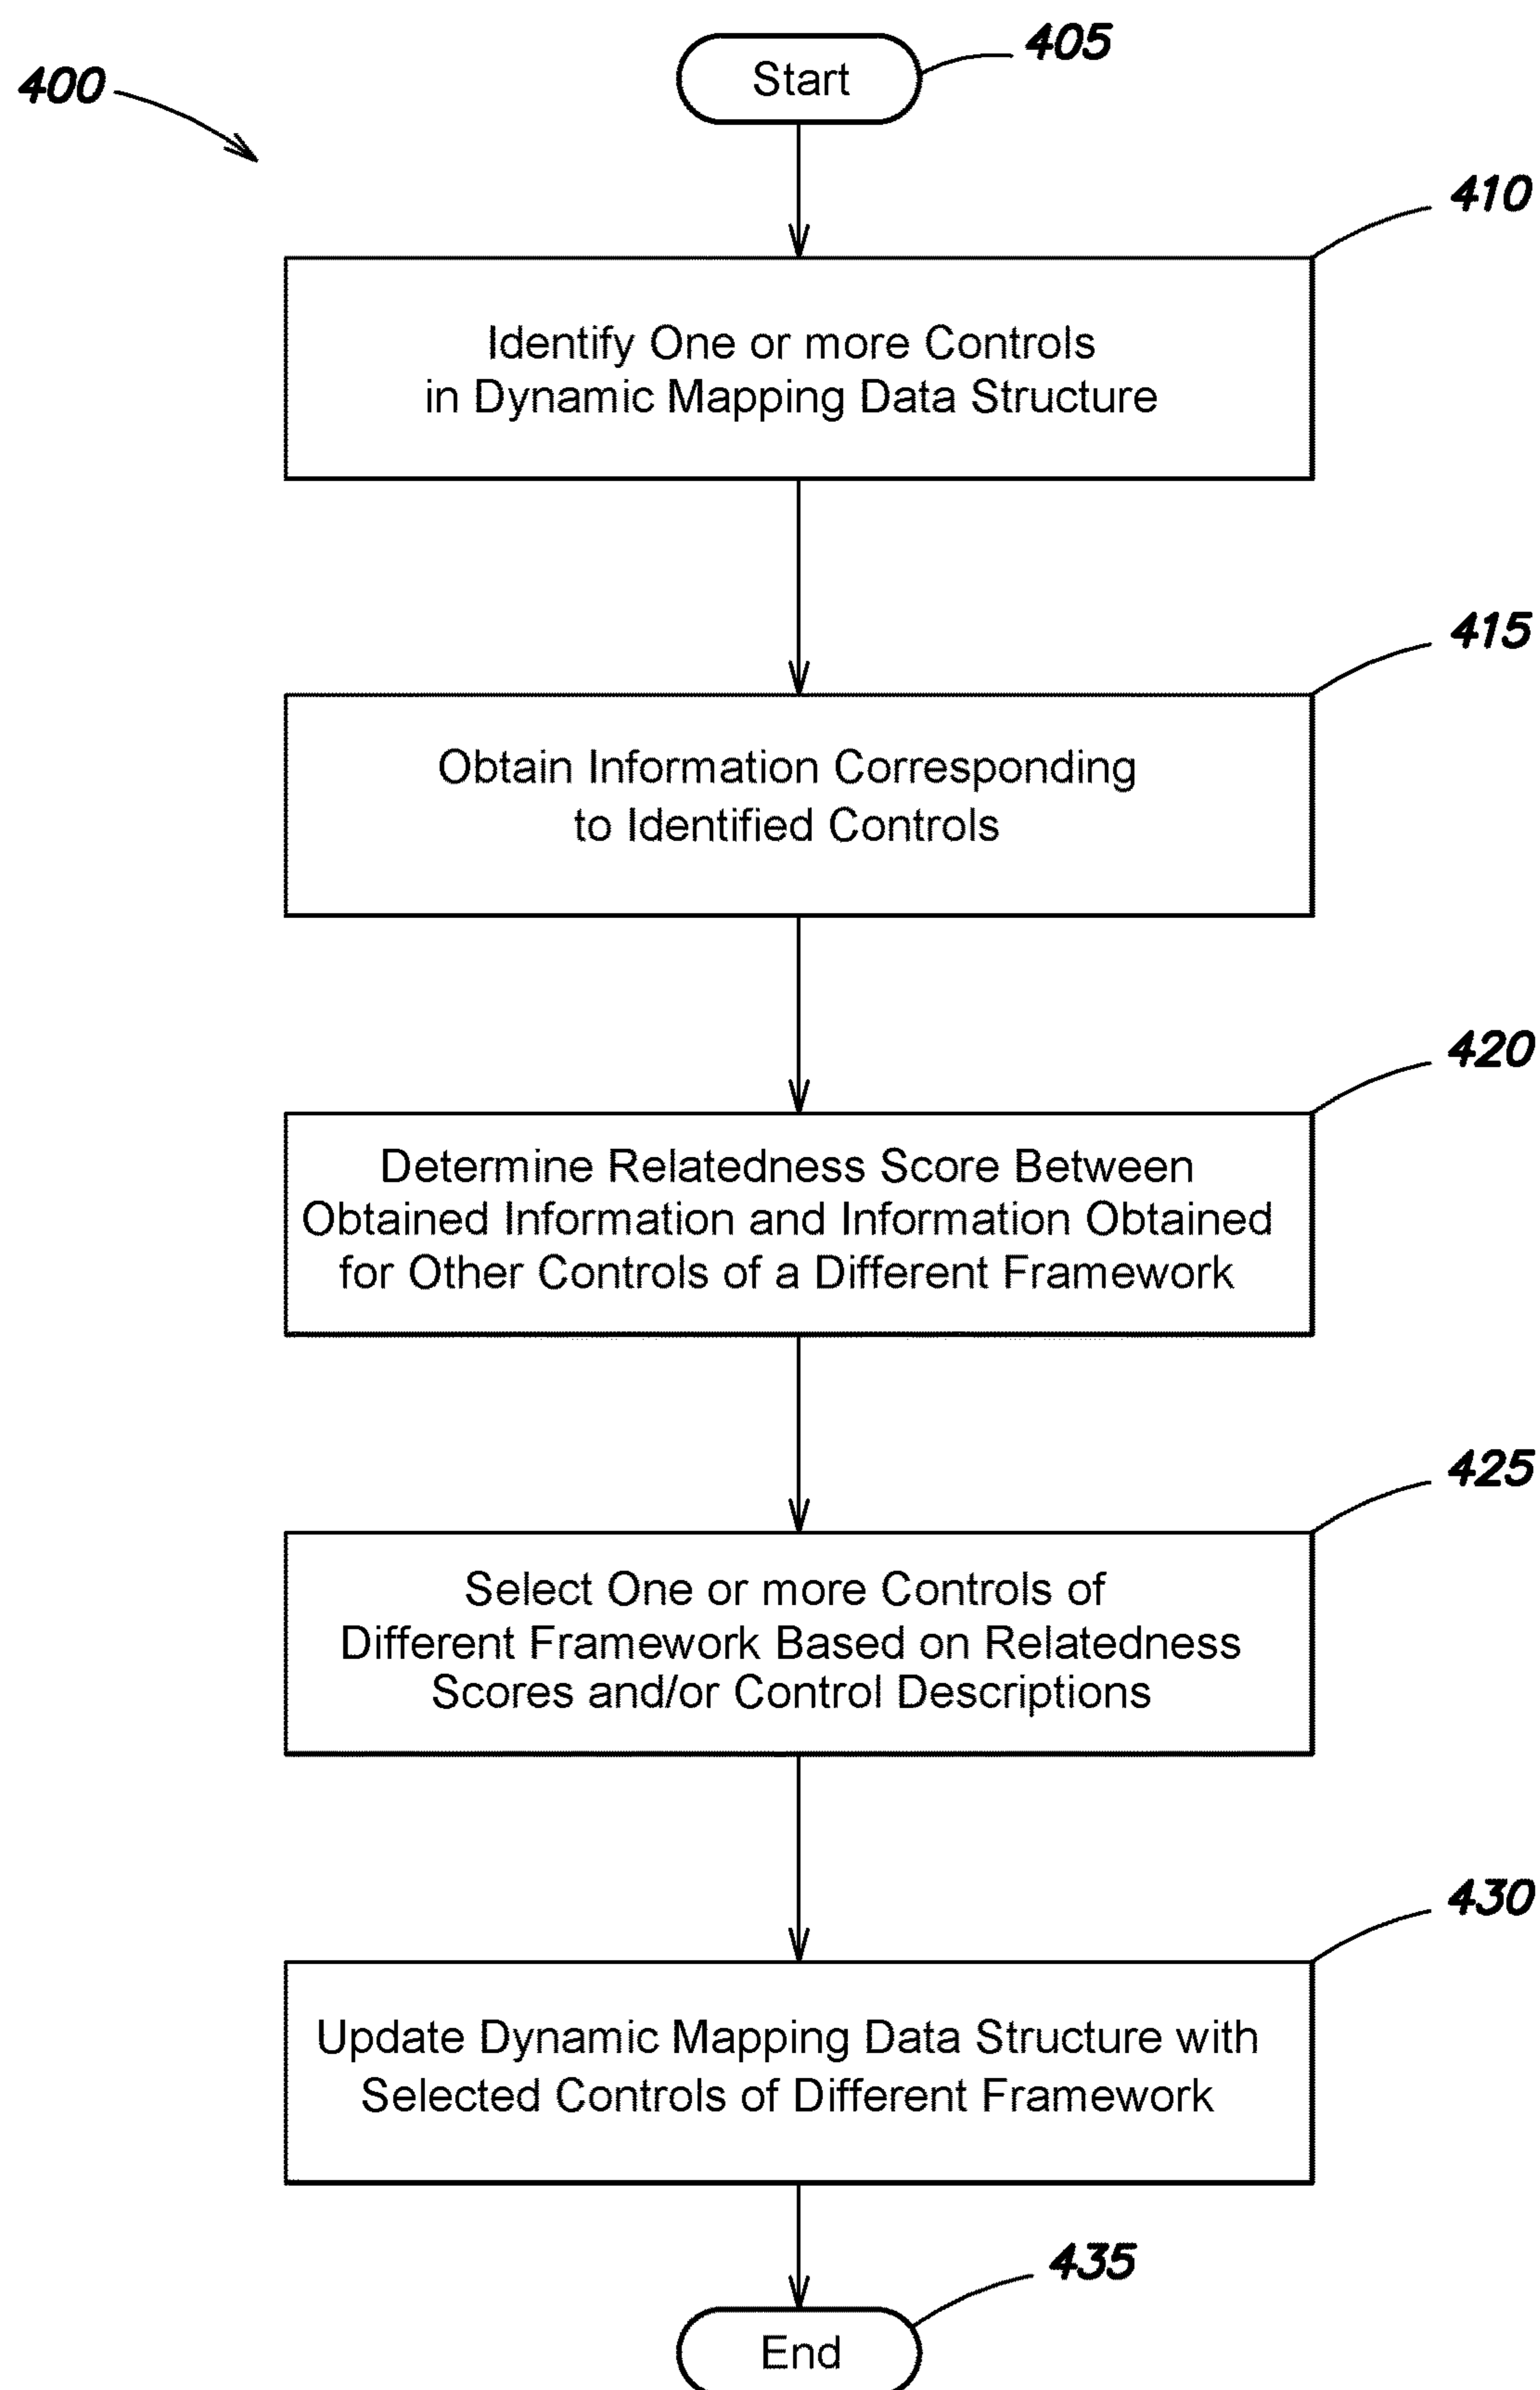 405
Start
400
410
Identify One or more Controls
in Dynamic Mapping Data Structure
415
Obtain Information Corresponding
to Identified Controls
420
Determine Relatedness Score Between
Obtained Information and Information Obtained
for Other Controls of a Different Framework
425
Select One or more Controls of
Different Framework Based on Relatedness
Scores and/or Control Descriptions
430
Update Dynamic Mapping Data Structure with
Selected Controls of Different Framework
435
End